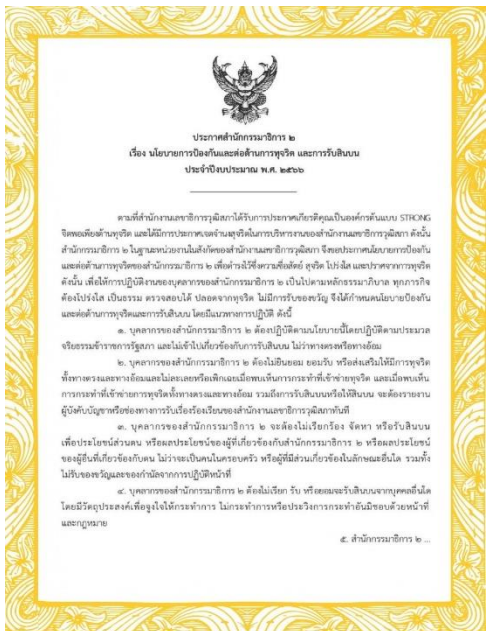 ประกาศสำนักกรรมาธิการ ๒
เรื่อง นโยบายการป้องกันและต่อต้านการทุจริต และการรับสินบน
ประจำปีงบประมาณ พ.ศ. ๒๕๖๖
ตามที่สำนักงานเลขาธิการวุฒิสภาได้รับการประกาศเกียรติคุณเป็นองค์กรต้นแบบ STRONG
จิตพอเพียงต้านทุจริต และได้มีการประกาศเจตจำนงสุจริตในการบริหารงานของสำนักงานเลขาธิการวุฒิสภา ดังนั้น
สำนักกรรมาธิการ ๒ ในฐานะหน่วยงานในสังกัดของสำนักงานเลขาธิการวุฒิสภา จึงขอประกาศนโยบายการป้องกัน
และต่อต้านการทุจริตของสำนักกรรมาธิการ ๒ เพื่อดำรงไว้ซึ่งความซื่อสัตย์ สุจริต โปร่งใส และปราศจากการทุจริต
ดังนั้น เพื่อให้การปฏิบัติงานของบุคลากรของสำนักกรรมาธิการ ๒ เป็นไปตามหลักธรรมาภิบาล ทุกภารกิจ
ต้องโปร่งใส เป็นธรรม ตรวจสอบได้ ปลอดจากทุจริต ไม่มีการรับของขวัญ จึงได้กำหนดนโยบายป้องกัน
และต่อต้านการทุจริตและการรับสินบน โดยมีแนวทางการปฏิบัติ ดังนี้
๑. บุคลากรของสำนักกรรมาธิการ ๒ ต้องปฏิบัติตามนโยบายนี้โดยปฏิบัติตามประมวล
จริยธรรมข้าราชการรัฐสภา และไม่เข้าไปเกี่ยวข้องกับการรับสินบน ไม่ว่าทางตรงหรือทางอ้อม
๒. บุคลากรของสำนักกรรมาธิการ ๒ ต้องไม่ยินยอม ยอมรับ หรือส่งเสริมให้มีการทุจริต
ทั้งทางตรงและทางอ้อมและไม่ละเลยหรือเพิกเฉยเมื่อพบเห็นการกระทำที่เข้าข่ายทุจริต และเมื่อพบเห็น
การกระทำที่เข้าข่ายการทุจริตทั้งทางตรงและทางอ้อม รวมถึงการรับสินบนหรือให้สินบน จะต้องรายงาน
ผู้บังคับบัญชาหรือช่องทางการรับเรื่องร้องเรียนของสำนักงานเลขาธิการวุฒิสภาทันที
๓. บุคลากรของสำนักกรรมาธิการ ๒ จะต้องไม่เรียกร้อง จัดหา หรือรับสินบน
เพื่อประโยชน์ส่วนตน หรือผลประโยชน์ของผู้ที่เกี่ยวข้องกับสำนักกรรมาธิการ ๒ หรือผลประโยชน์
ของผู้อื่นที่เกี่ยวข้องกับตน ไม่ว่าจะเป็นคนในครอบครัว หรือผู้ที่มีส่วนเกี่ยวข้องในลักษณะอื่นใด รวมทั้ง
ไม่รับของขวัญและของกำนัลจากการปฏิบัติหน้าที่
๔. บุคลากรของสำนักกรรมาธิการ ๒ ต้องไม่เรียก รับ หรือยอมจะรับสินบนจากบุคคลอื่นใด
โดยมีวัตถุประสงค์เพื่อจูงใจให้กระทำการ ไม่กระทำการหรือประวิงการกระทำอันมิชอบด้วยหน้าที่
และกฎหมาย
๕. สำนักกรรมาธิการ ๒ ...